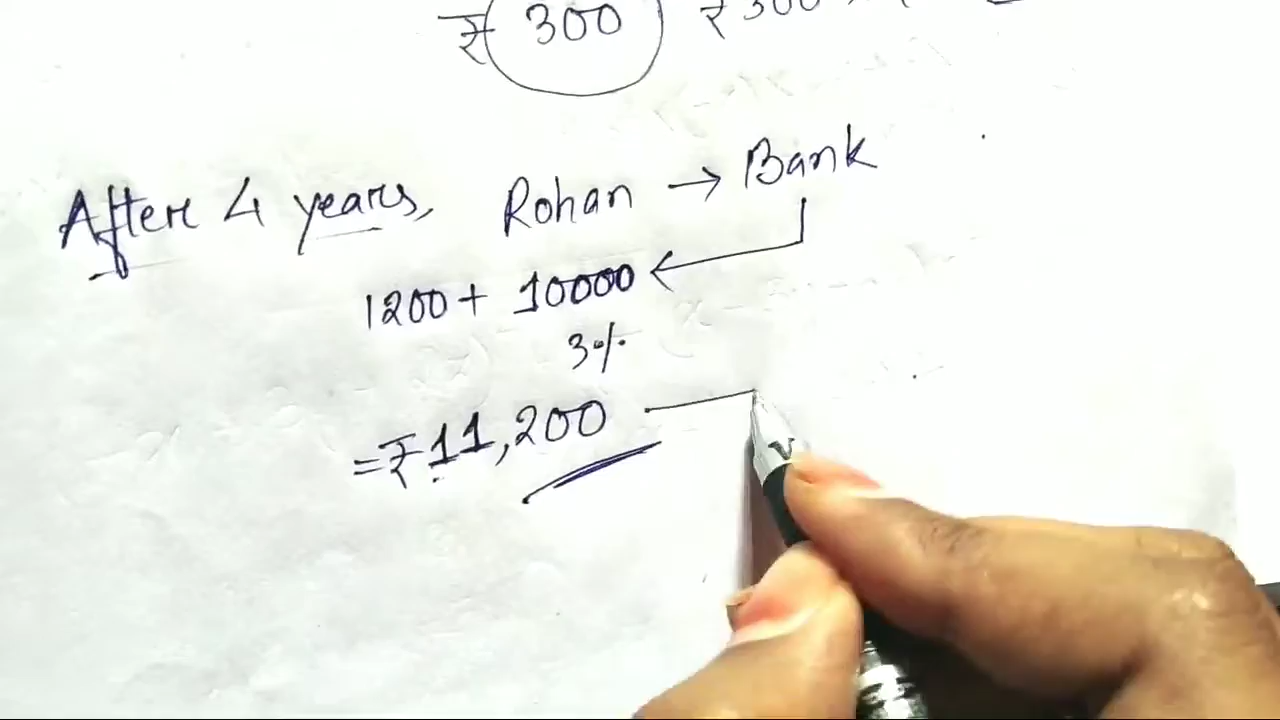 ₹ 300 ₹ 300
After 4 years, Rohan → Bank
1200 + 10000
3%
= ₹ 11,200